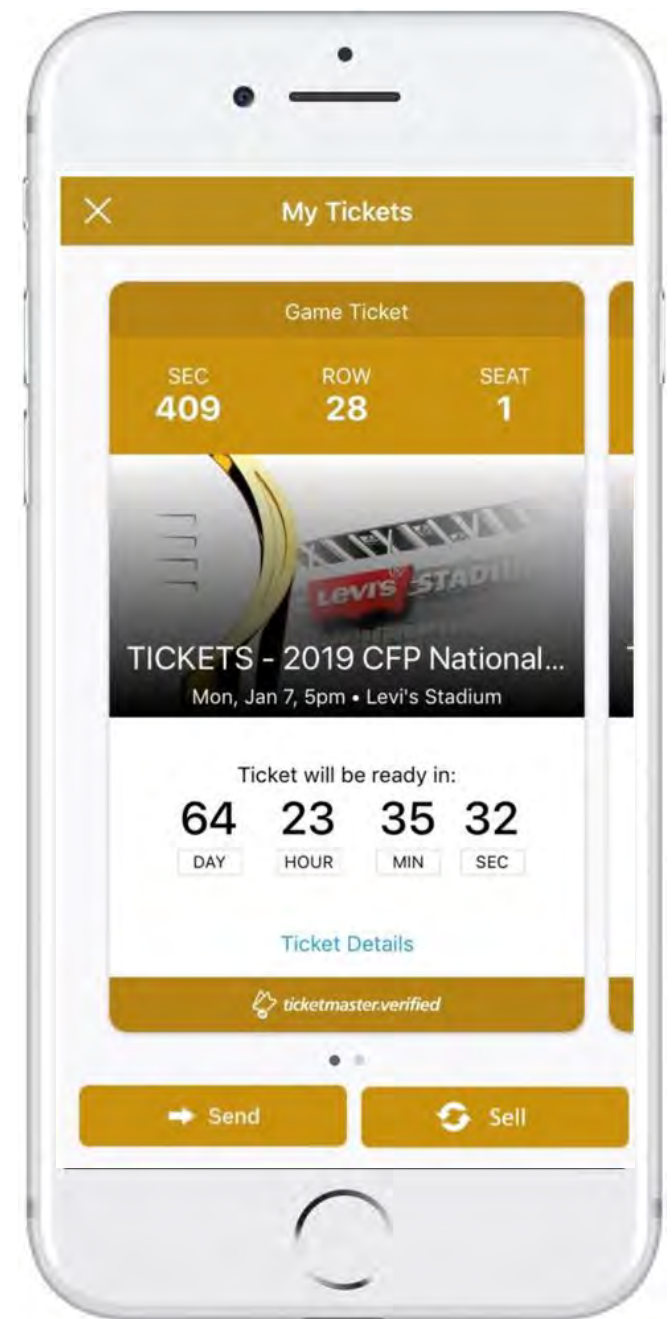 My Tickets
Game Ticket
SEC ROW SEAT
409 28 1
LEVI'S STADIUM
TICKETS - 2019 CFP National...
Mon, Jan 7, 5pm • Levi's Stadium
Ticket will be ready in:
64 23 35 32
DAY HOUR MIN SEC
Ticket Details
ticketmaster.verified
Send Sell